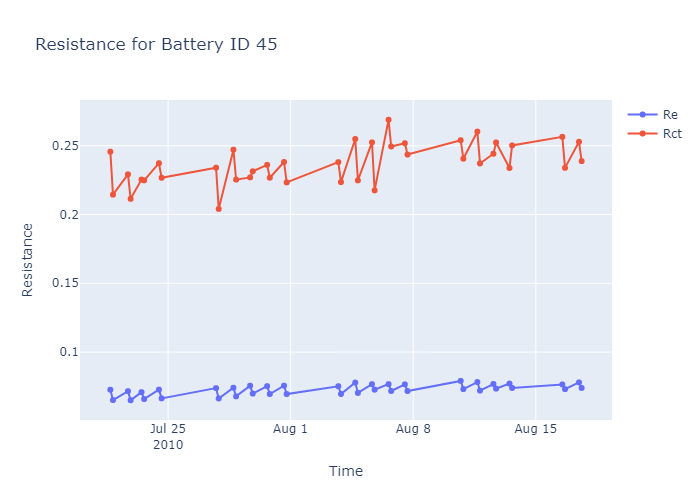 Resistance for Battery ID 45
Re
Rct
0.25
0.2
0.15
0.1
Resistance
Jul 25
2010
Aug 1
Aug 8
Aug 15
Time